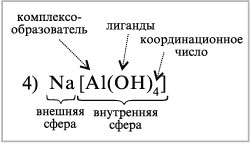 комплексо-
образователь
лиганды
координационное
число
4) Na[Al(OH)₄]
внешняя
сфера
внутренняя
сфера